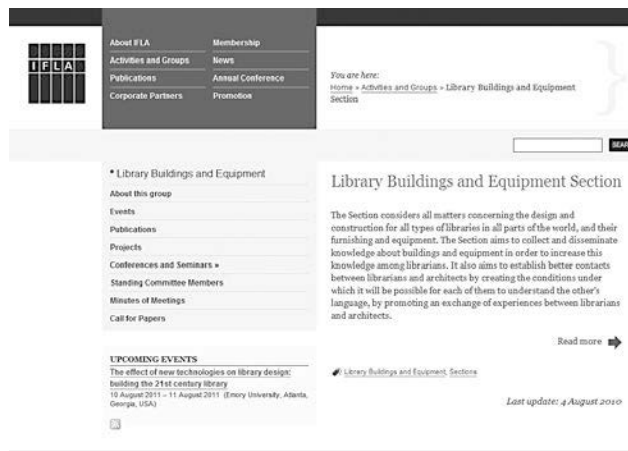 IFLA
About IFLA
Membership
Activities and Groups
News
Publications
Annual Conference
Corporate Partners
Promotion
You are here:
Home » Activities and Groups » Library Buildings and Equipment
Section
SEAR
• Library Buildings and Equipment
About this group
Events
Publications
Projects
Conferences and Seminars »
Standing Committee Members
Minutes of Meetings
Call for Papers
UPCOMING EVENTS
The effect of new technologies on library design:
building the 21st century library
10 August 2011 – 11 August 2011 (Emory University, Atlanta,
Georgia, USA)
Library Buildings and Equipment Section
The Section considers all matters concerning the design and
construction for all types of libraries in all parts of the world, and their
furnishing and equipment. The Section aims to collect and disseminate
knowledge about buildings and equipment in order to increase this
knowledge among librarians. It also aims to establish better contacts
between librarians and architects by creating the conditions under
which it will be possible for each of them to understand the other's
language, by promoting an exchange of experiences between librarians
and architects.
Read more
Library Buildings and Equipment, Sections
Last update: 4 August 2010